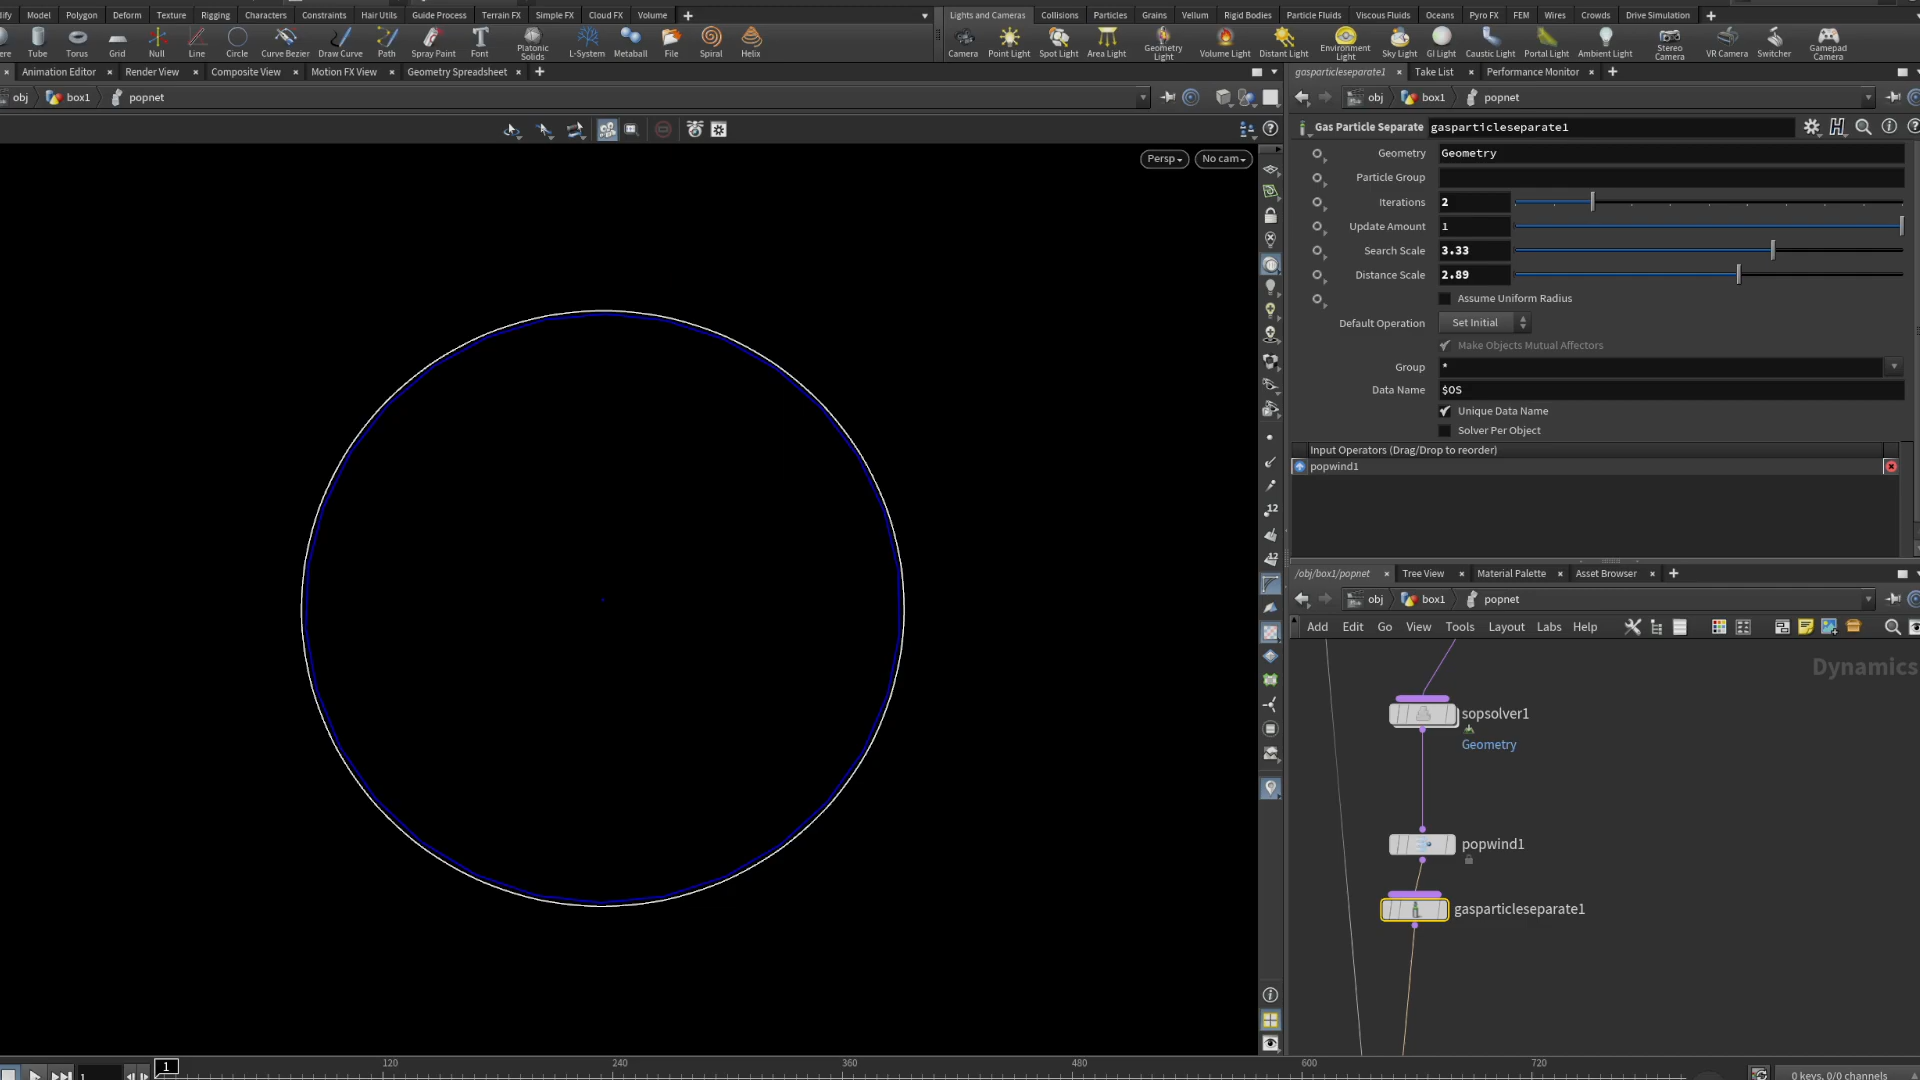 Model Polygon Deform Texture Rigging Characters Constraints Hair Utils Guide Process Terrain FX Simple FX Cloud FX Volume
Lights and Cameras Collisions Particles Grains Vellum Rigid Bodies Particle Fluids Viscous Fluids Oceans Pyro FX FEM Wires Crowds Drive Simulation
Tube Torus Grid Null Line Circle Curve Bezier Draw Curve Path Spray Paint Font Platonic Solids L-System Metaball File Spiral Helix
Camera Point Light Spot Light Area Light Geometry Light Volume Light Distant Light Environment Light Sky Light GI Light Caustic Light Portal Light Ambient Light Stereo Camera VR Camera Switcher Gamepad Camera
Animation Editor Render View Composite View Motion FX View Geometry Spreadsheet
gasparticleseparate1 Take List Performance Monitor
obj box1 popnet
obj box1 popnet
Persp No cam
Gas Particle Separate gasparticleseparate1
Geometry Geometry
Particle Group
Iterations 2
Update Amount 1
Search Scale 3.33
Distance Scale 2.89
Assume Uniform Radius
Default Operation Set Initial
Make Objects Mutual Affectors
Group *
Data Name $OS
Unique Data Name
Solver Per Object
Input Operators (Drag/Drop to reorder)
popwind1
/obj/box1/popnet Tree View Material Palette Asset Browser
obj box1 popnet
Add Edit Go View Tools Layout Labs Help
Dynamics
sopsolver1
Geometry
popwind1
gasparticleseparate1
12
12
1 120 240 360 480 600 720
1
0 keys, 0/0 channels